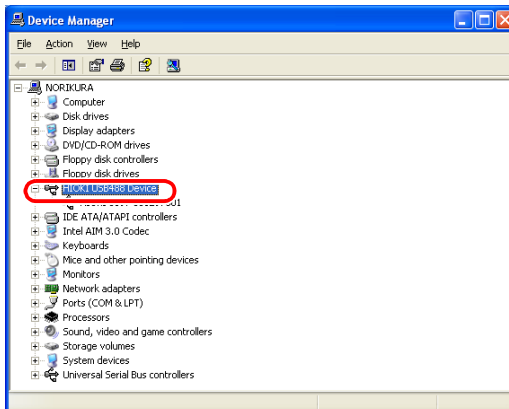 Device Manager
File Action View Help
NORIKURA
Computer
Disk drives
Display adapters
DVD/CD-ROM drives
Floppy disk controllers
Floppy disk drives
HIOKI USB488 Device
IDE ATA/ATAPI controllers
Intel AIM 3.0 Codec
Keyboards
Mice and other pointing devices
Monitors
Network adapters
Ports (COM & LPT)
Processors
Sound, video and game controllers
Storage volumes
System devices
Universal Serial Bus controllers